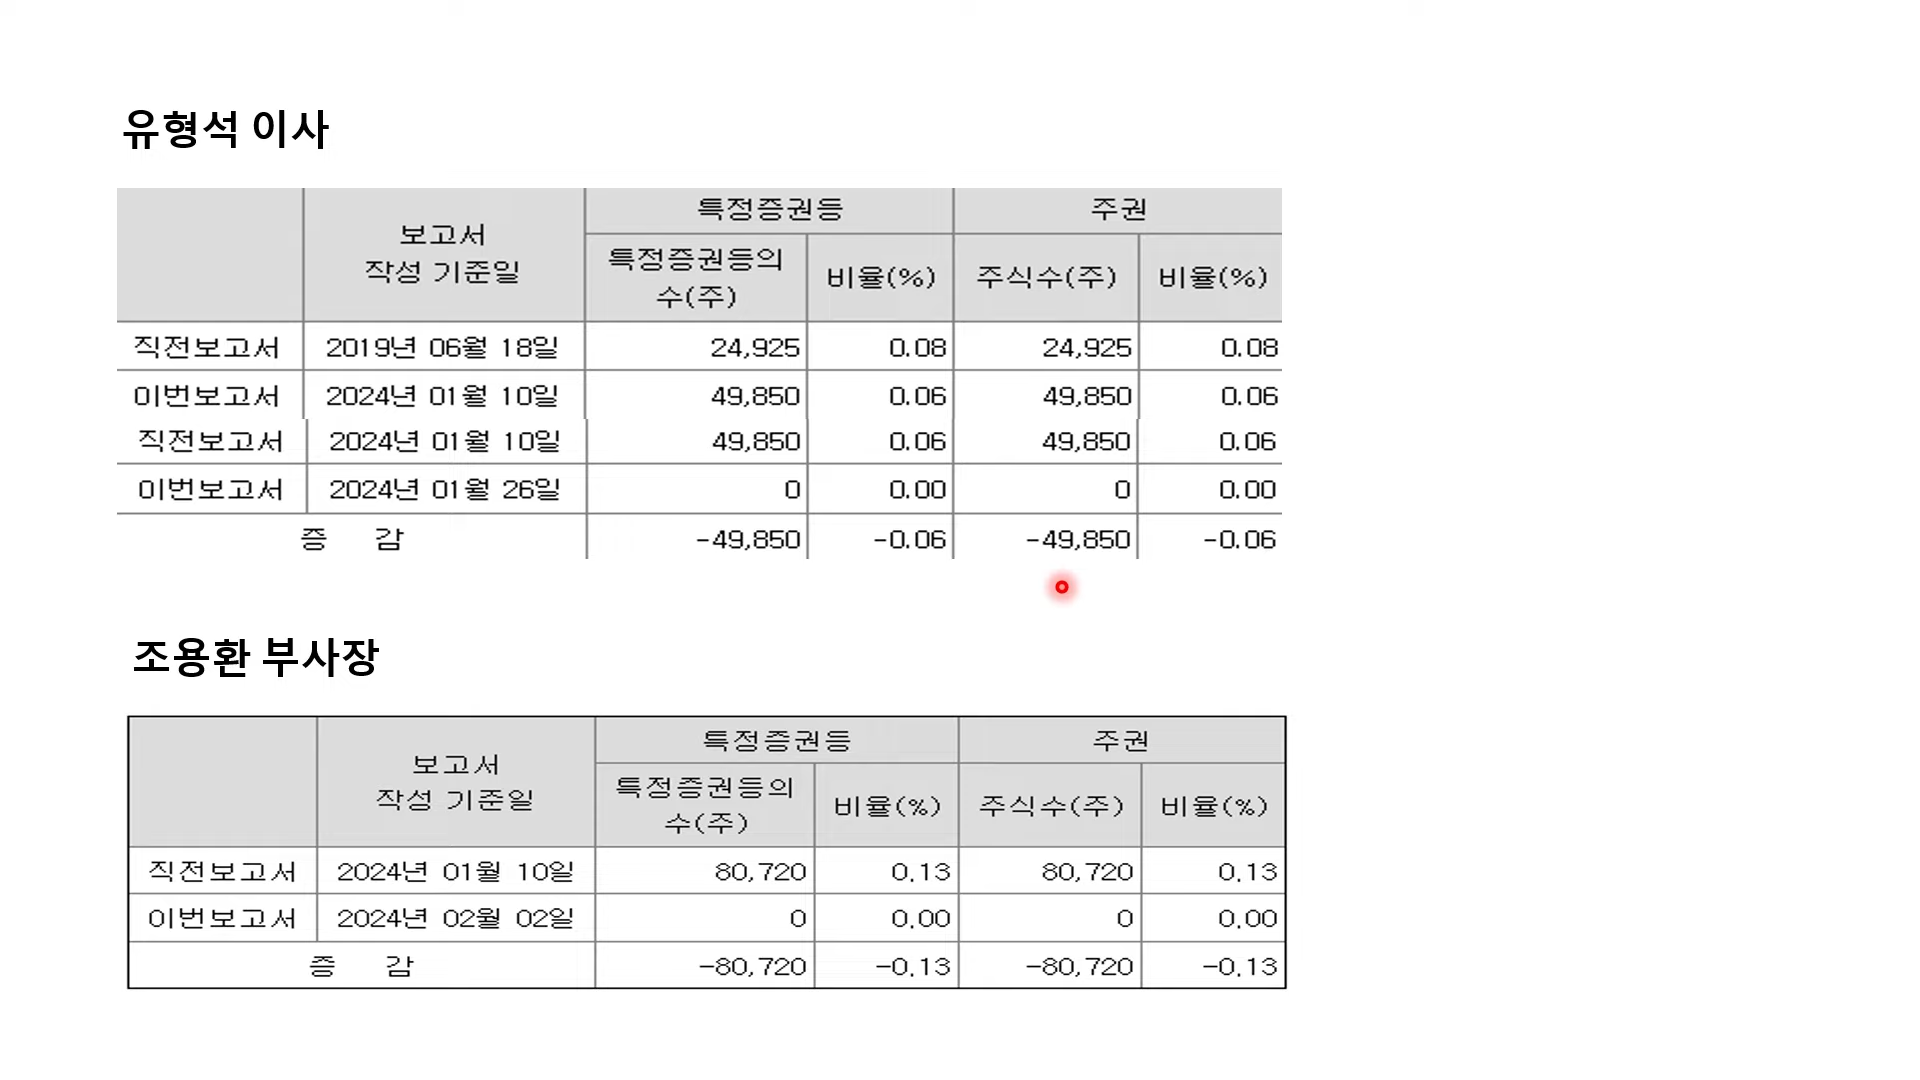 유형석 이사
특정증권등 주권
보고서
작성 기준일
특정증권등의
수(주)
비율(%) 주식수(주) 비율(%)
직전보고서 2019년 06월 18일 24,925 0.08 24,925 0.08
이번보고서 2024년 01월 10일 49,850 0.06 49,850 0.06
직전보고서 2024년 01월 10일 49,850 0.06 49,850 0.06
이번보고서 2024년 01월 26일 0 0.00 0 0.00
증 감 -49,850 -0.06 -49,850 -0.06
조용환 부사장
특정증권등 주권
보고서
작성 기준일
특정증권등의
수(주)
비율(%) 주식수(주) 비율(%)
직전보고서 2024년 01월 10일 80,720 0.13 80,720 0.13
이번보고서 2024년 02월 02일 0 0.00 0 0.00
증 감 -80,720 -0.13 -80,720 -0.13